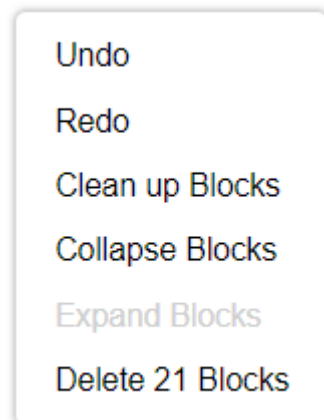 Undo
Redo
Clean up Blocks
Collapse Blocks
Expand Blocks
Delete 21 Blocks